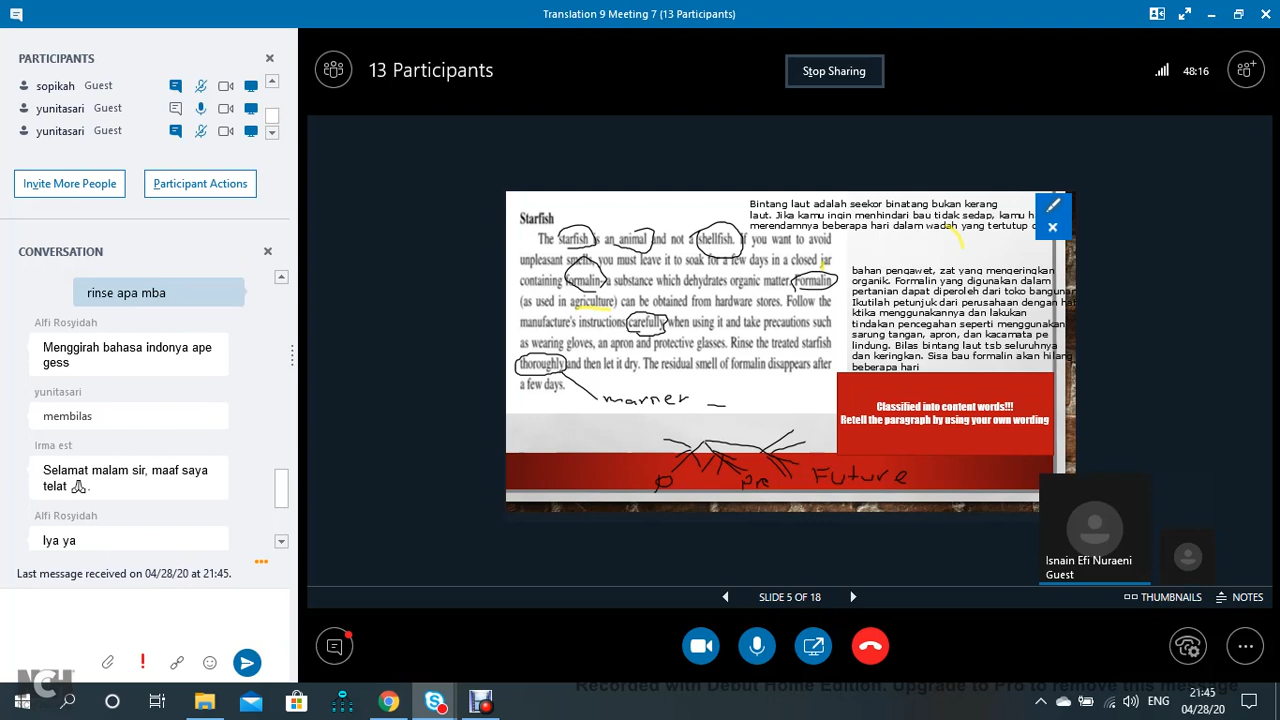 Translation 9 Meeting 7 (13 Participants)
PARTICIPANTS
sopikah Guest
yunitasari Guest
yunitasari Guest
Invite More People
Participant Actions
CONVERSATION
rinse apa mba
Alfi Rosyidah
Menggirah bahasa indonya ape gess
yunitasari
membilas
Irma est
Selamat malam sir, maaf saya telat
Alfi Rosyidah
Iya ya
Last message received on 04/28/20 at 21:45.
13 Participants
Stop Sharing
48:16
Starfish
The starfish is an animal and not a shellfish. If you want to avoid
unpleasant smells, you must leave it to soak for a few days in a closed jar
containing formalin, a substance which dehydrates organic matter. Formalin
(as used in agriculture) can be obtained from hardware stores. Follow the
manufacture's instructions carefully when using it and take precautions such
as wearing gloves, an apron and protective glasses. Rinse the treated starfish
thoroughly and then let it dry. The residual smell of formalin disappears after
a few days.
manner
Bintang laut adalah seekor binatang bukan kerang
laut. Jika kamu ingin menhindari bau tidak sedap, kamu h
merendamnya beberapa hari dalam wadah yang tertutup
bahan pengawet, zat yang mengeringkan
organik. Formalin yang digunakan dalam
pertanian dapat diperoleh dari toko bangunan
Ikutilah petunjuk dari perusahaan dengan ha
ktika menggunakannya dan lakukan
tindakan pencegahan seperti menggunakan
sarung tangan, apron, dan kacamata pe
lindung. Bilas bintang laut tsb seluruhnya
dan keringkan. Sisa bau formalin akan hilang
beberapa hari
Classified into content words!!!
Retell the paragraph by using your own wording
p pre Future
Isnain Efi Nuraeni
Guest
SLIDE 5 OF 18
THUMBNAILS
NOTES
NCH
Recorded with Debut Home Edition. Upgrade to Pro to remove this message
ENG
21:45
04/28/20